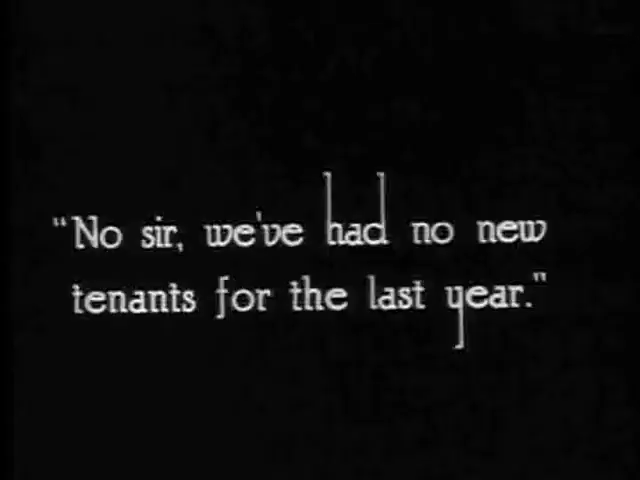 "No sir, we've had no new
tenants for the last year."